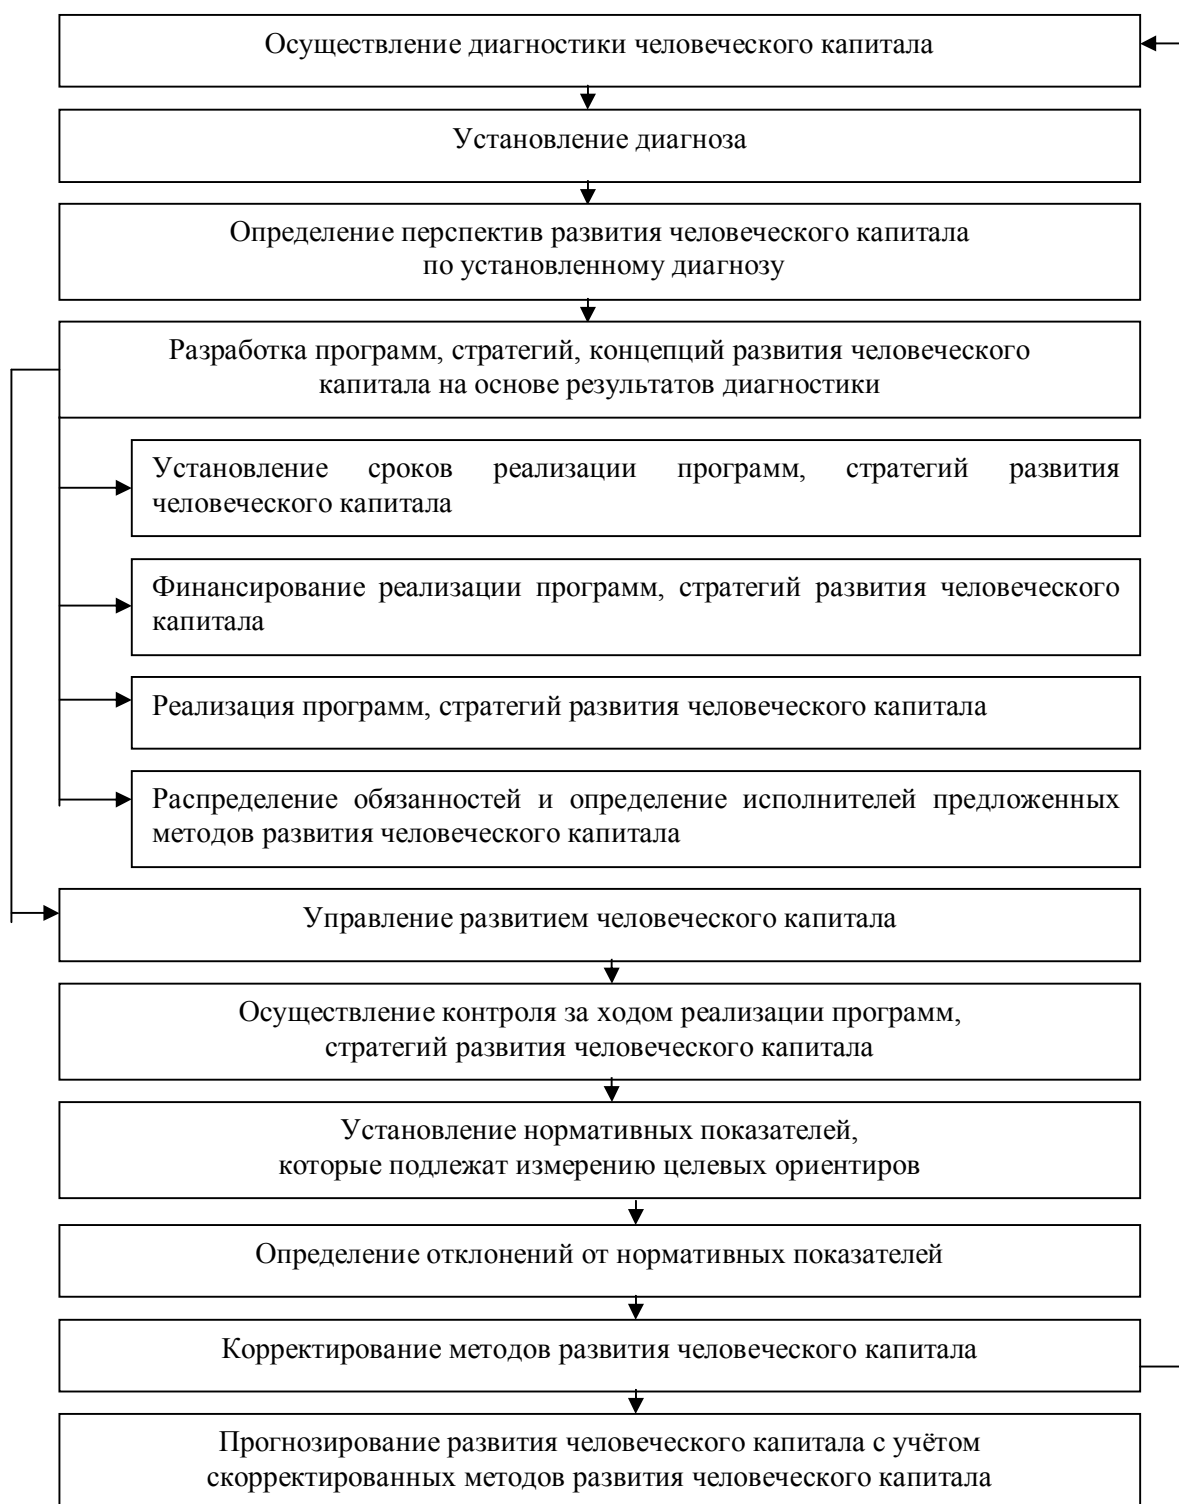 Осуществление диагностики человеческого капитала
Установление диагноза
Определение перспектив развития человеческого капитала
по установленному диагнозу
Разработка программ, стратегий, концепций развития человеческого
капитала на основе результатов диагностики
Установление сроков реализации программ, стратегий развития
человеческого капитала
Финансирование реализации программ, стратегий развития человеческого
капитала
Реализация программ, стратегий развития человеческого капитала
Распределение обязанностей и определение исполнителей предложенных
методов развития человеческого капитала
Управление развитием человеческого капитала
Осуществление контроля за ходом реализации программ,
стратегий развития человеческого капитала
Установление нормативных показателей,
которые подлежат измерению целевых ориентиров
Определение отклонений от нормативных показателей
Корректирование методов развития человеческого капитала
Прогнозирование развития человеческого капитала с учётом
скорректированных методов развития человеческого капитала